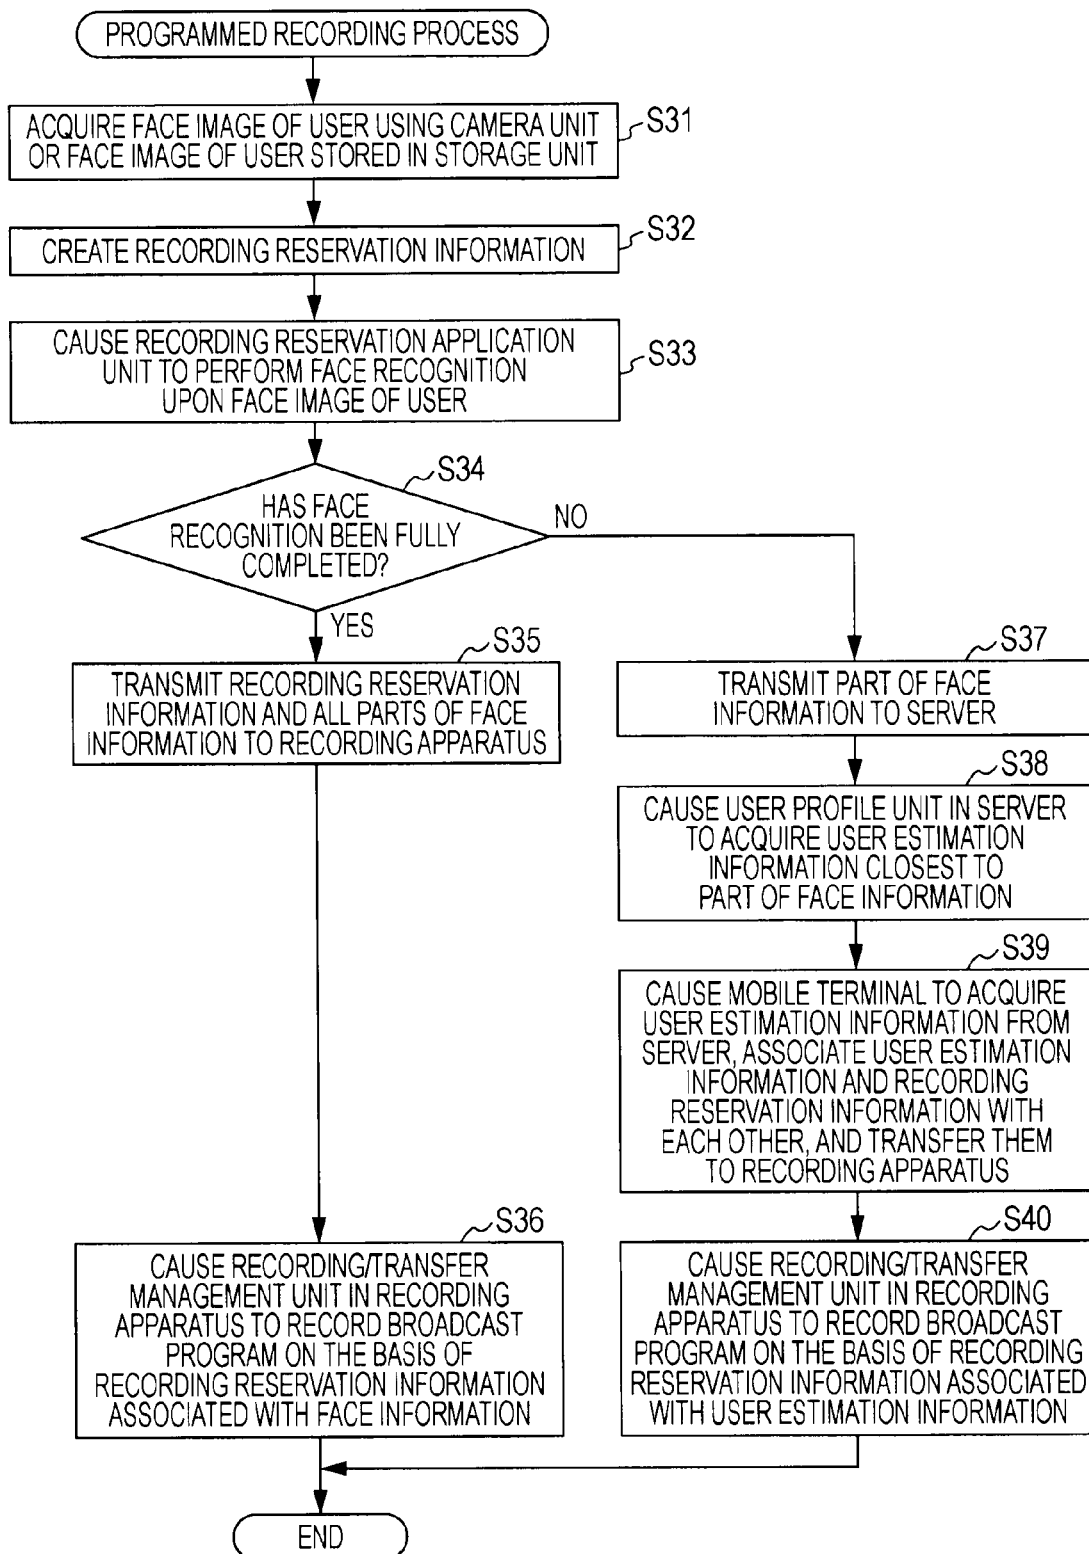 PROGRAMMED RECORDING PROCESS
ACQUIRE FACE IMAGE OF USER USING CAMERA UNIT
OR FACE IMAGE OF USER STORED IN STORAGE UNIT
S31
CREATE RECORDING RESERVATION INFORMATION
S32
CAUSE RECORDING RESERVATION APPLICATION
UNIT TO PERFORM FACE RECOGNITION
UPON FACE IMAGE OF USER
S33
S34
HAS FACE
RECOGNITION BEEN FULLY
COMPLETED?
NO
YES
S35
TRANSMIT RECORDING RESERVATION
INFORMATION AND ALL PARTS OF FACE
INFORMATION TO RECORDING APPARATUS
S36
CAUSE RECORDING/TRANSFER
MANAGEMENT UNIT IN RECORDING
APPARATUS TO RECORD BROADCAST
PROGRAM ON THE BASIS OF
RECORDING RESERVATION INFORMATION
ASSOCIATED WITH FACE INFORMATION
S37
TRANSMIT PART OF FACE
INFORMATION TO SERVER
S38
CAUSE USER PROFILE UNIT IN SERVER
TO ACQUIRE USER ESTIMATION
INFORMATION CLOSEST TO
PART OF FACE INFORMATION
S39
CAUSE MOBILE TERMINAL TO ACQUIRE
USER ESTIMATION INFORMATION FROM
SERVER, ASSOCIATE USER ESTIMATION
INFORMATION AND RECORDING
RESERVATION INFORMATION WITH
EACH OTHER, AND TRANSFER THEM
TO RECORDING APPARATUS
S40
CAUSE RECORDING/TRANSFER
MANAGEMENT UNIT IN RECORDING
APPARATUS TO RECORD BROADCAST
PROGRAM ON THE BASIS OF RECORDING
RESERVATION INFORMATION ASSOCIATED
WITH USER ESTIMATION INFORMATION
END